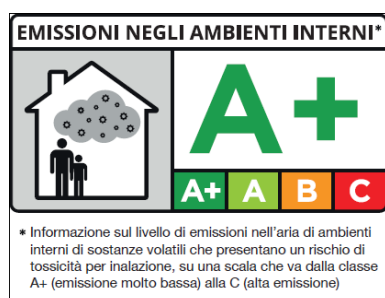 EMISSIONI NEGLI AMBIENTI INTERNI*
A+
A+ A B C
* Informazione sul livello di emissioni nell'aria di ambienti
interni di sostanze volatili che presentano un rischio di
tossicità per inalazione, su una scala che va dalla classe
A+ (emissione molto bassa) alla C (alta emissione)